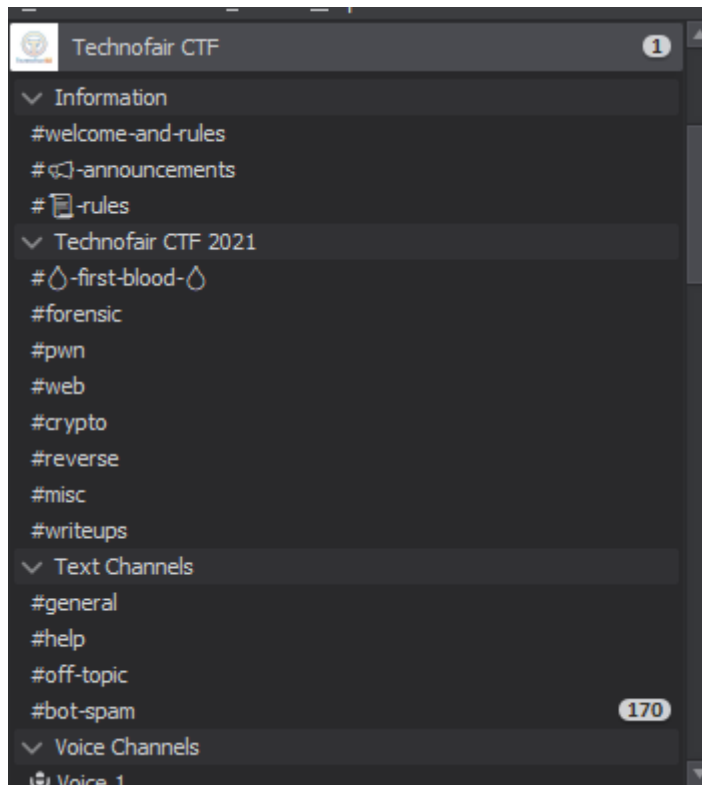 Technofair CTF 1
Information
#welcome-and-rules
#📢-announcements
#📜-rules
Technofair CTF 2021
#💧-first-blood-💧
#forensic
#pwn
#web
#crypto
#reverse
#misc
#writeups
Text Channels
#general
#help
#off-topic
#bot-spam 170
Voice Channels
Voice 1